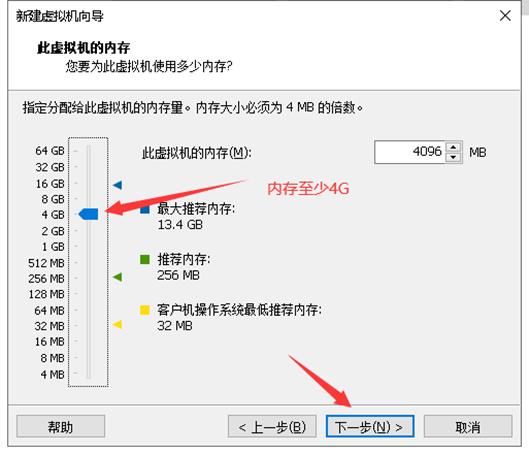 新建虚拟机向导
此虚拟机的内存
您要为此虚拟机使用多少内存?
指定分配给此虚拟机的内存量。内存大小必须为 4 MB 的倍数。
64 GB
32 GB
16 GB
8 GB
4 GB
2 GB
1 GB
512 MB
256 MB
128 MB
64 MB
32 MB
16 MB
8 MB
4 MB
此虚拟机的内存(M):
4096 MB
内存至少4G
最大推荐内存:
13.4 GB
推荐内存:
256 MB
客户机操作系统最低推荐内存:
32 MB
帮助
< 上一步(B)
下一步(N) >
取消